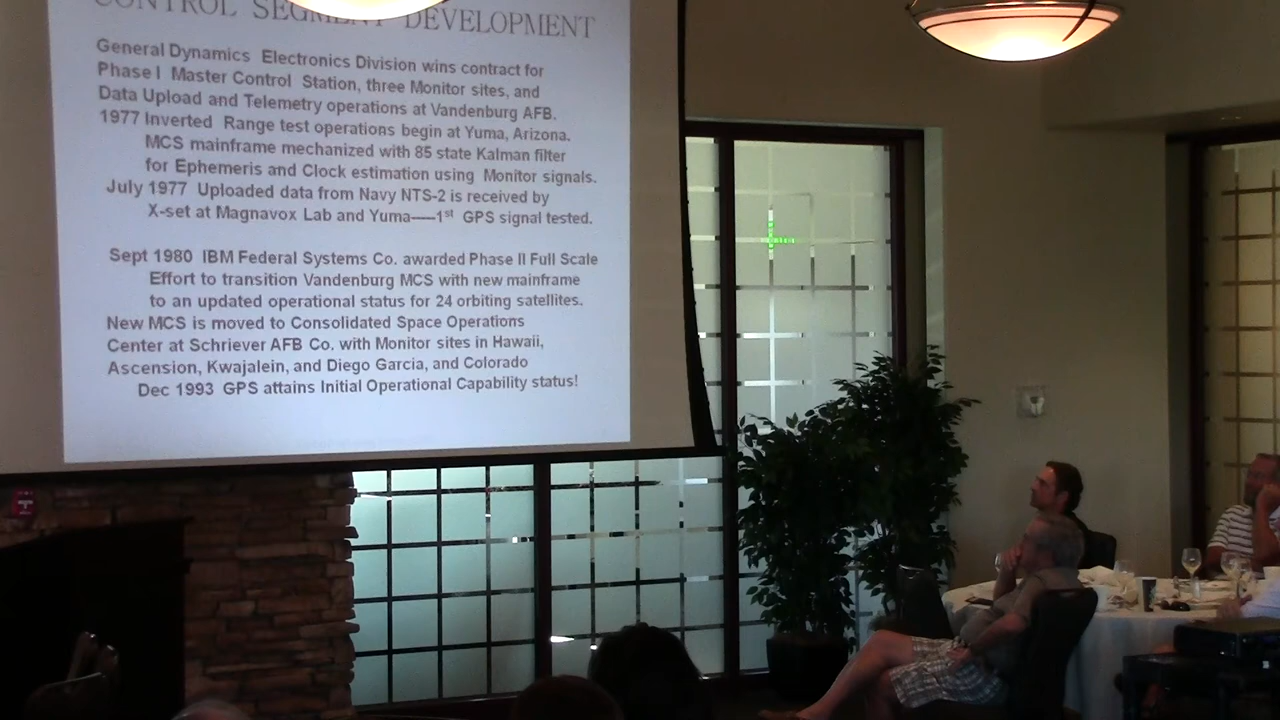 CONTROL SEGMENT DEVELOPMENT
General Dynamics Electronics Division wins contract for
Phase I Master Control Station, three Monitor sites, and
Data Upload and Telemetry operations at Vandenburg AFB.
1977 Inverted Range test operations begin at Yuma, Arizona.
MCS mainframe mechanized with 85 state Kalman filter
for Ephemeris and Clock estimation using Monitor signals.
July 1977 Uploaded data from Navy NTS-2 is received by
X-set at Magnavox Lab and Yuma——1st GPS signal tested.
Sept 1980 IBM Federal Systems Co. awarded Phase II Full Scale
Effort to transition Vandenburg MCS with new mainframe
to an updated operational status for 24 orbiting satellites.
New MCS is moved to Consolidated Space Operations
Center at Schriever AFB Co. with Monitor sites in Hawaii,
Ascension, Kwajalein, and Diego Garcia, and Colorado
Dec 1993 GPS attains Initial Operational Capability status!